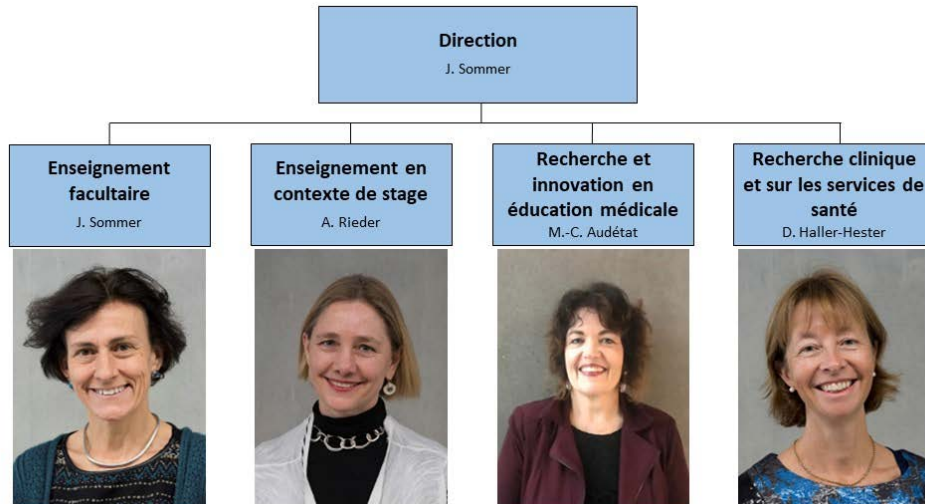 Direction
J. Sommer
Enseignement
facultaire
J. Sommer
Enseignement en
contexte de stage
A. Rieder
Recherche et
innovation en
éducation médicale
M.-C. Audétat
Recherche clinique
et sur les services de
santé
D. Haller-Hester